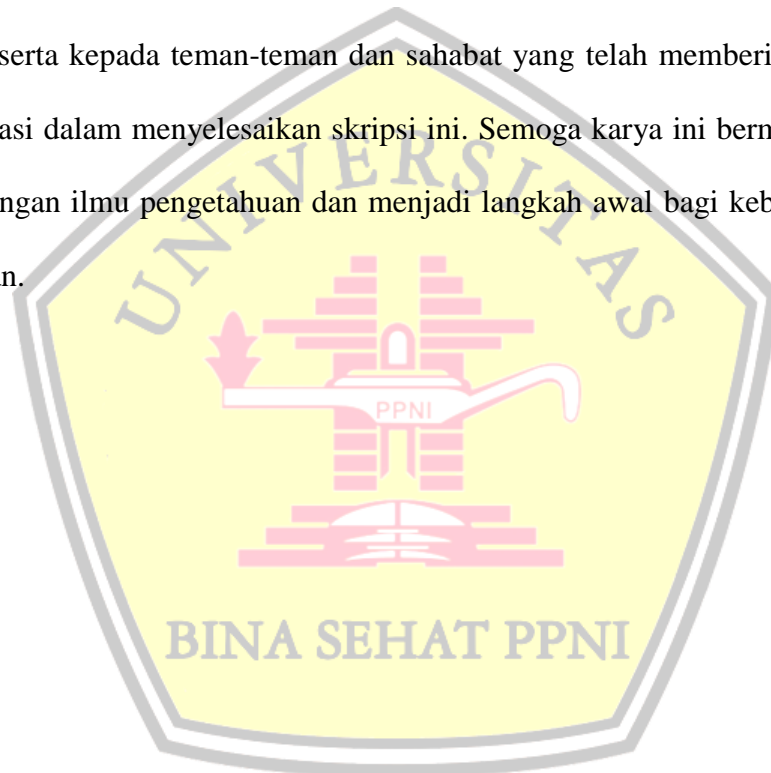 serta kepada teman-teman dan sahabat yang telah memberi
asi dalam menyelesaikan skripsi ini. Semoga karya ini bern
ngan ilmu pengetahuan dan menjadi langkah awal bagi keb
n.
UNIVERSITAS
PPNI
BINA SEHAT PPNI